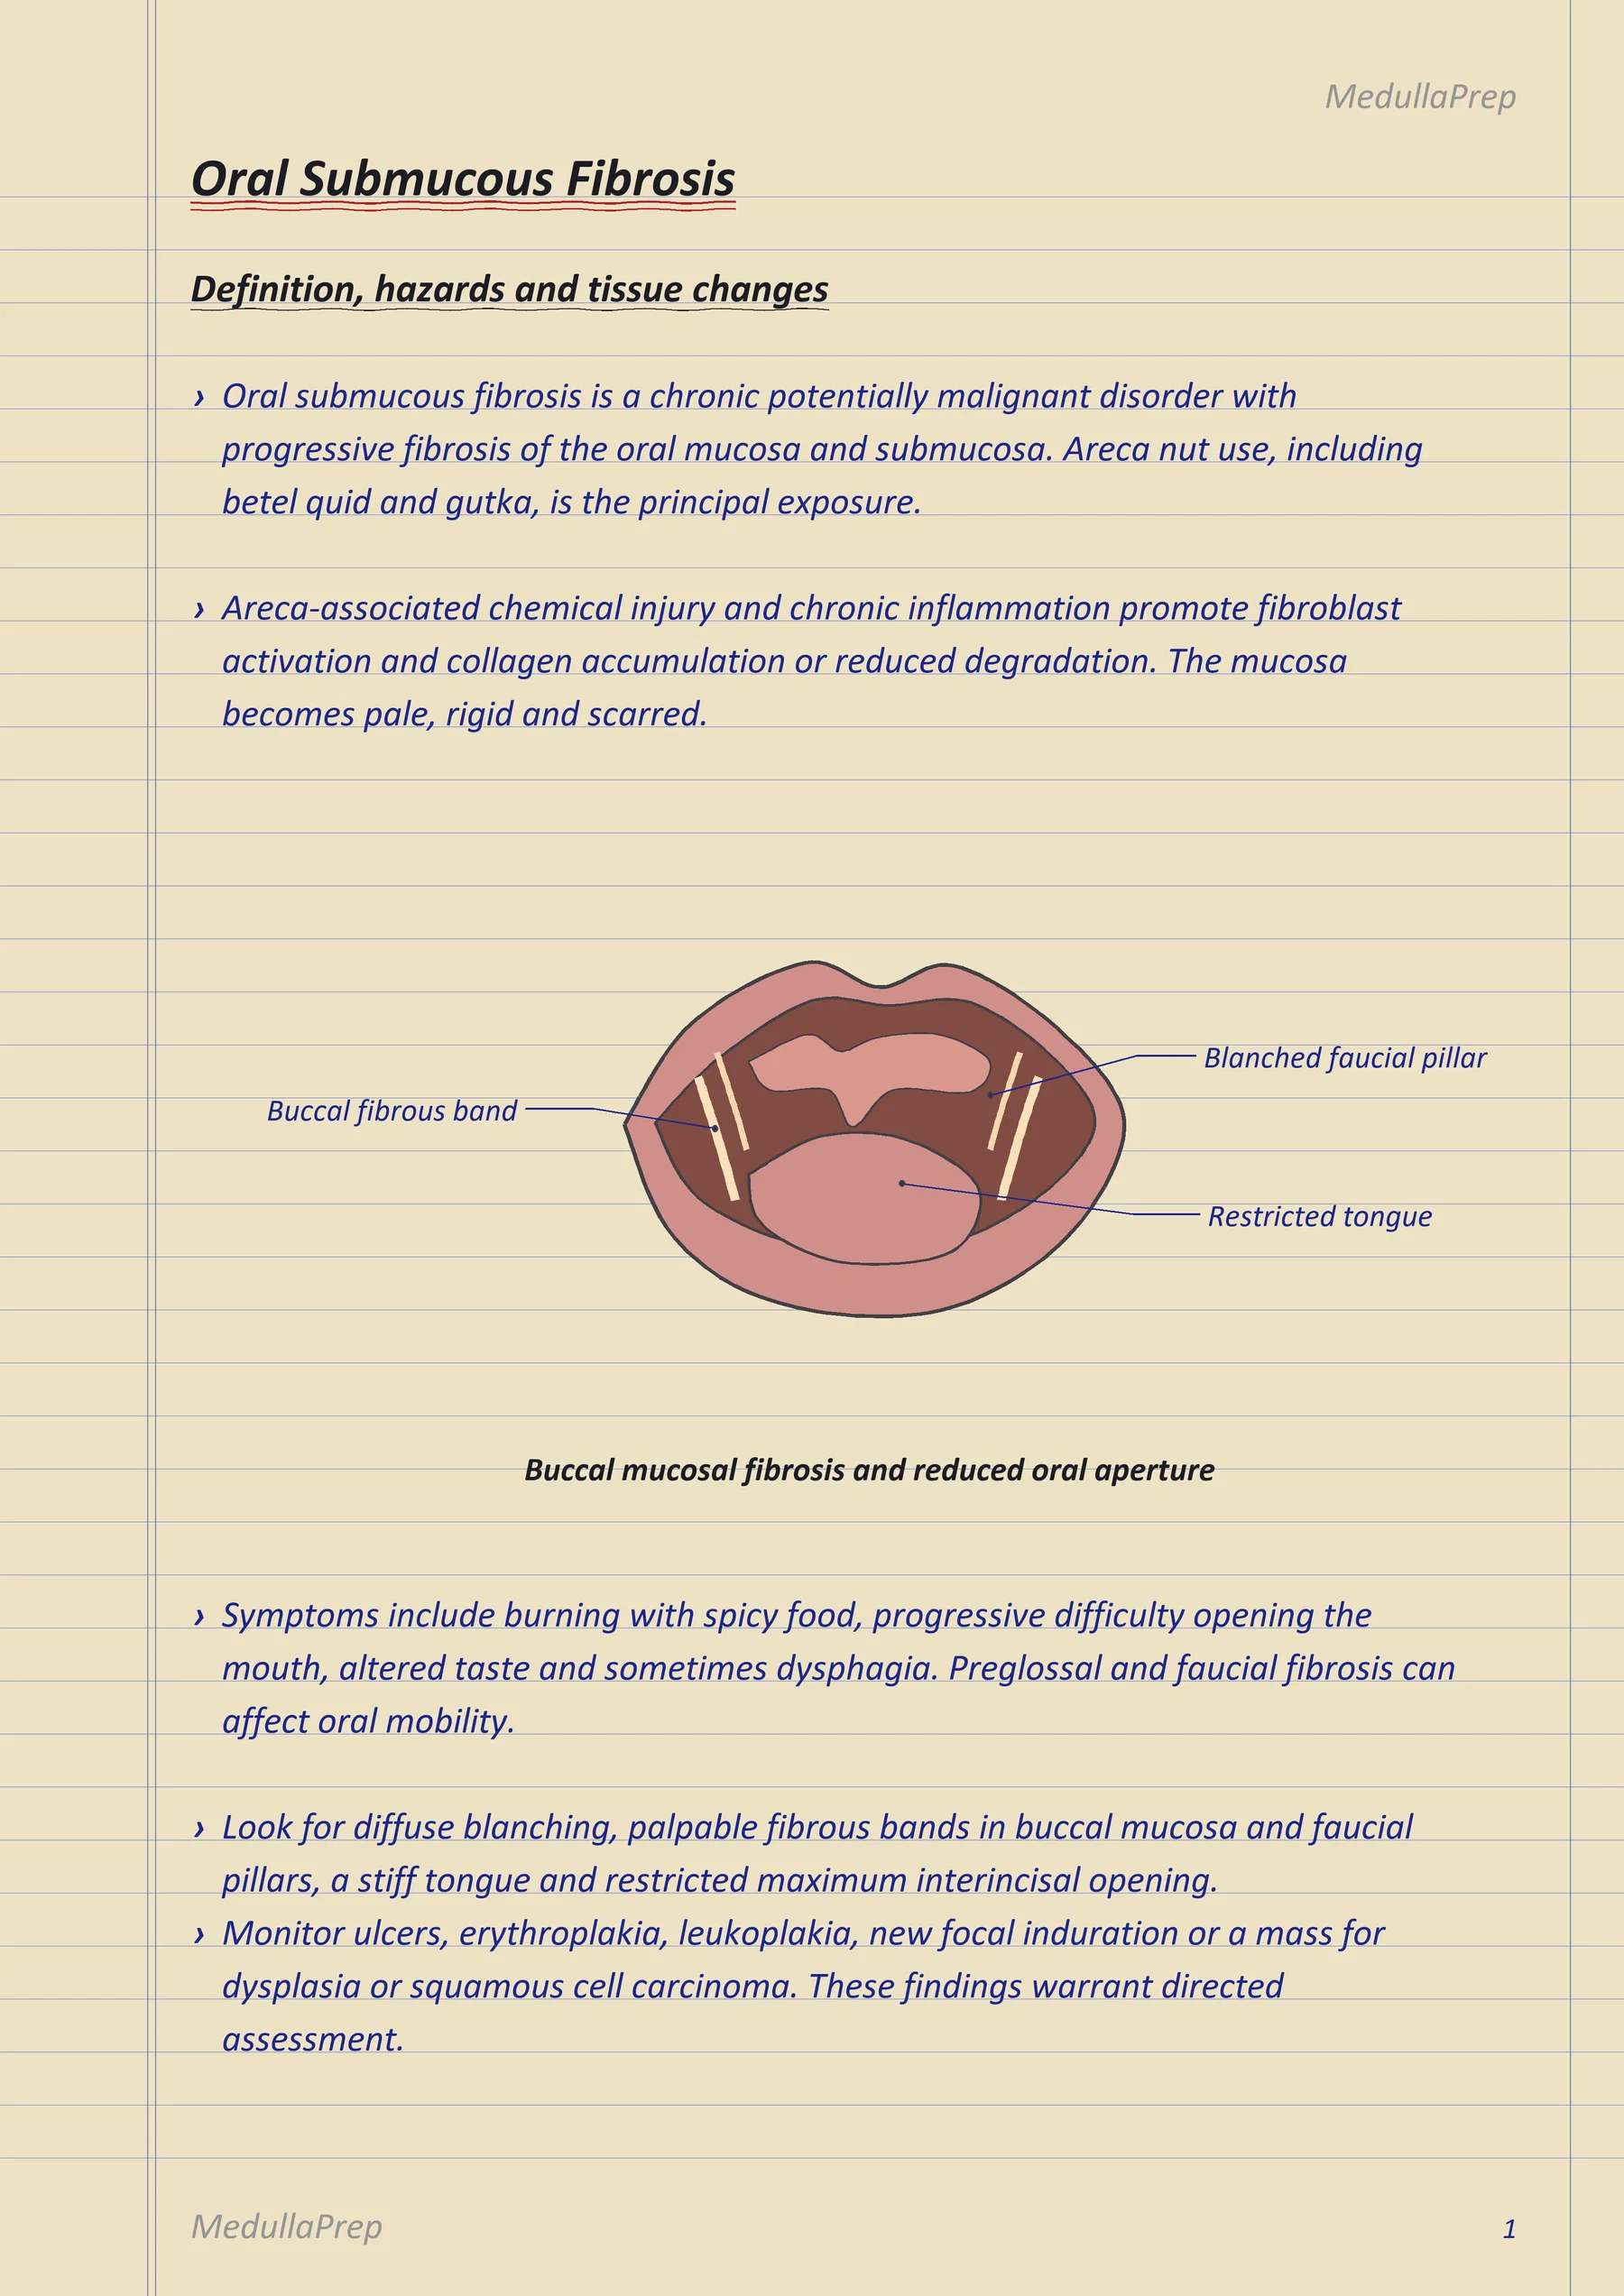 MedullaPrep
Oral Submucous Fibrosis
Definition, hazards and tissue changes
› Oral submucous fibrosis is a chronic potentially malignant disorder with
progressive fibrosis of the oral mucosa and submucosa. Areca nut use, including
betel quid and gutka, is the principal exposure.
› Areca-associated chemical injury and chronic inflammation promote fibroblast
activation and collagen accumulation or reduced degradation. The mucosa
becomes pale, rigid and scarred.
Blanched faucial pillar
Buccal fibrous band
Restricted tongue
Buccal mucosal fibrosis and reduced oral aperture
› Symptoms include burning with spicy food, progressive difficulty opening the
mouth, altered taste and sometimes dysphagia. Preglossal and faucial fibrosis can
affect oral mobility.
› Look for diffuse blanching, palpable fibrous bands in buccal mucosa and faucial
pillars, a stiff tongue and restricted maximum interincisal opening.
› Monitor ulcers, erythroplakia, leukoplakia, new focal induration or a mass for
dysplasia or squamous cell carcinoma. These findings warrant directed
assessment.
MedullaPrep
1